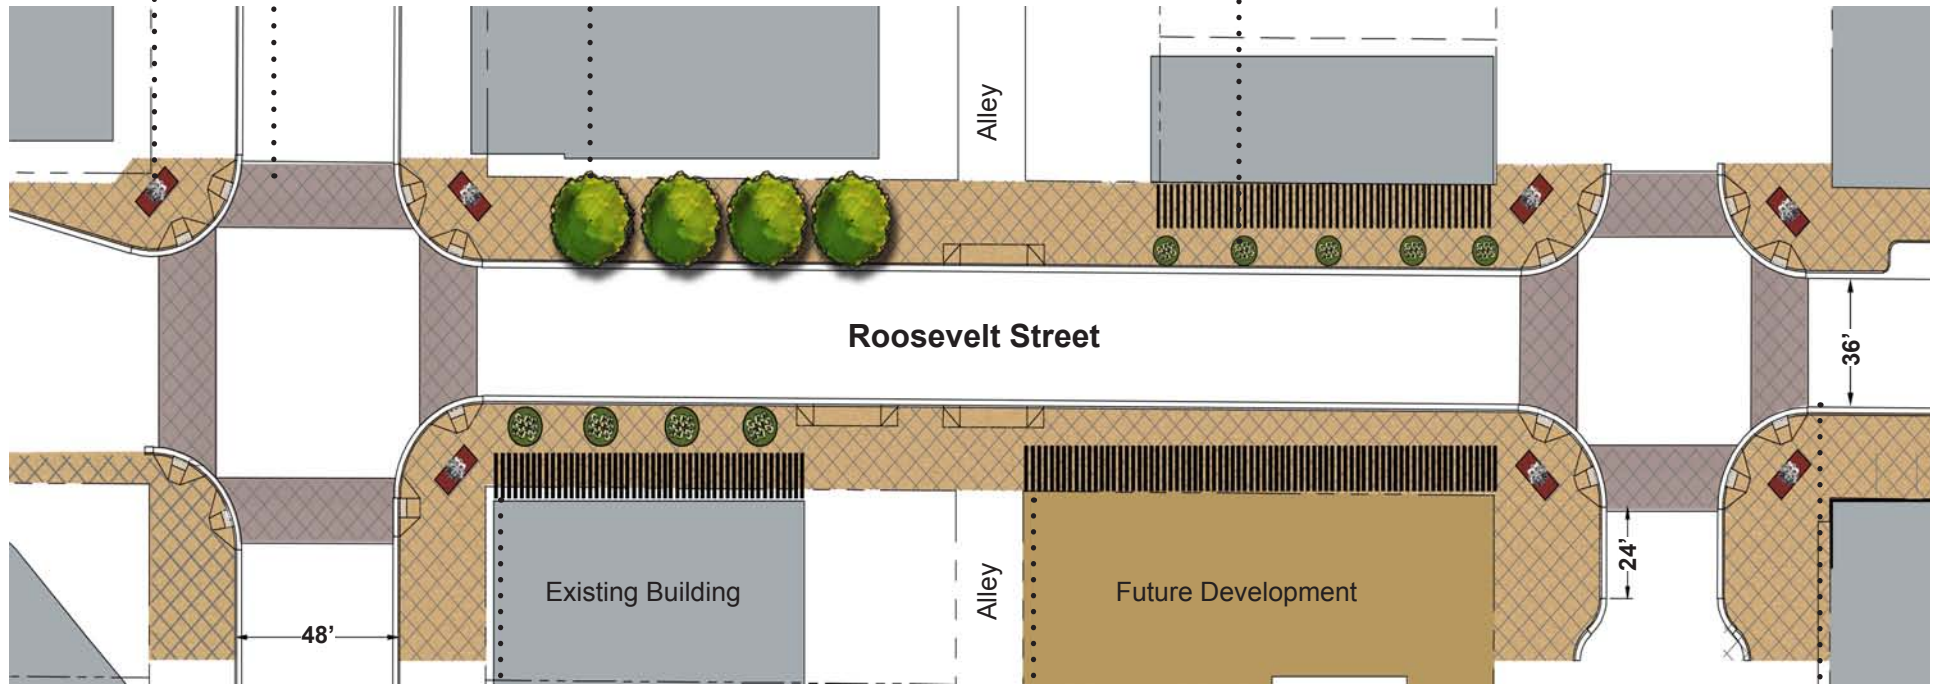 Alley
Roosevelt Street
36’
24’
Existing Building
Alley
Future Development
48’